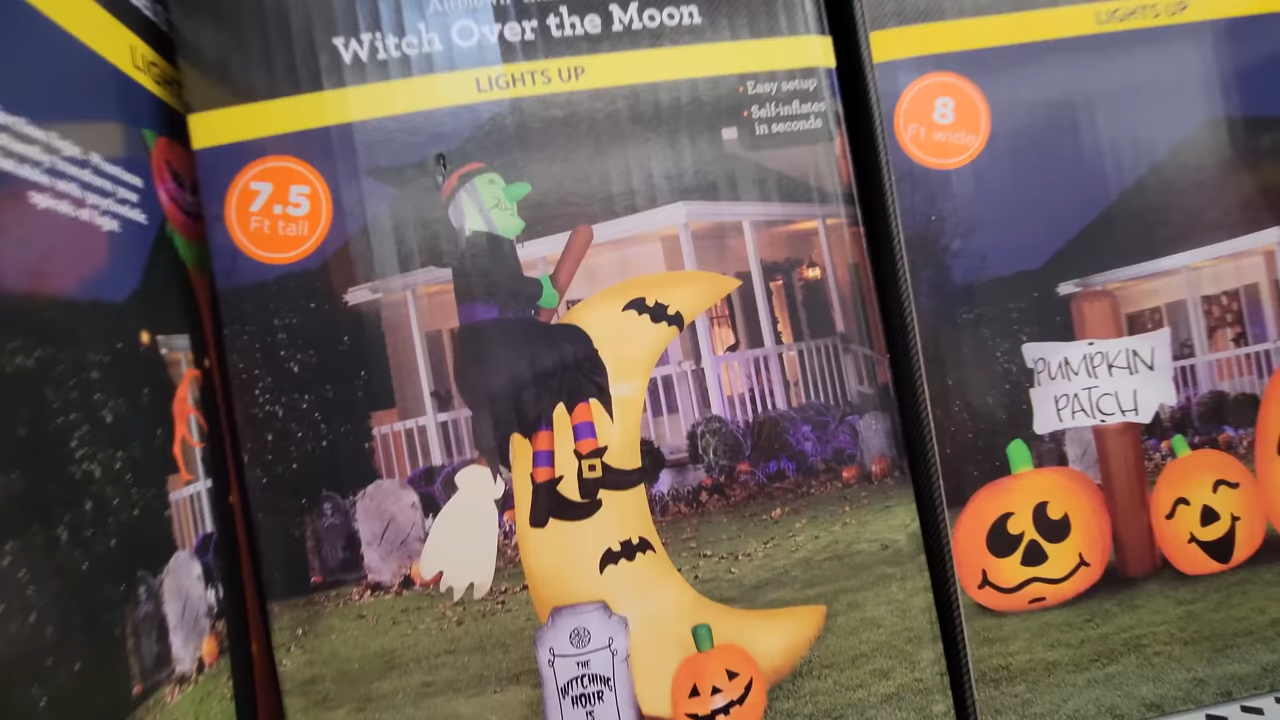 Witch Over the Moon
LIGHTS UP
• Easy setup
• Self-inflates
in seconds
7.5
Ft tall
THE
WITCHING
HOUR
IS
LIGHTS UP
8
Ft wide
PUMPKIN
PATCH